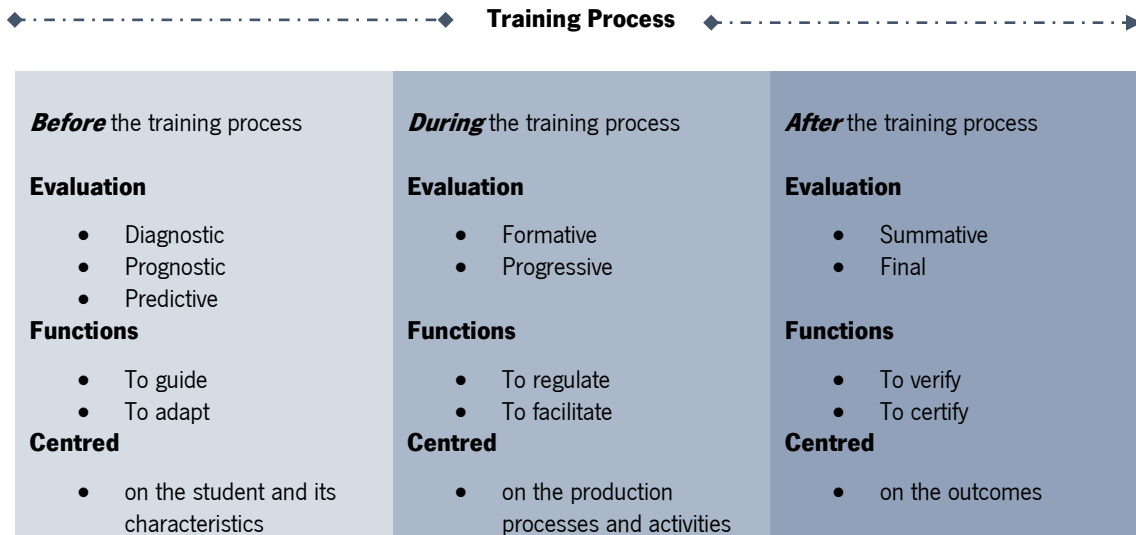 Training Process
Before the training process
Evaluation
• Diagnostic
• Prognostic
• Predictive
Functions
• To guide
• To adapt
Centred
• on the student and its
characteristics
During the training process
Evaluation
• Formative
• Progressive
Functions
• To regulate
• To facilitate
Centred
• on the production
processes and activities
After the training process
Evaluation
• Summative
• Final
Functions
• To verify
• To certify
Centred
• on the outcomes